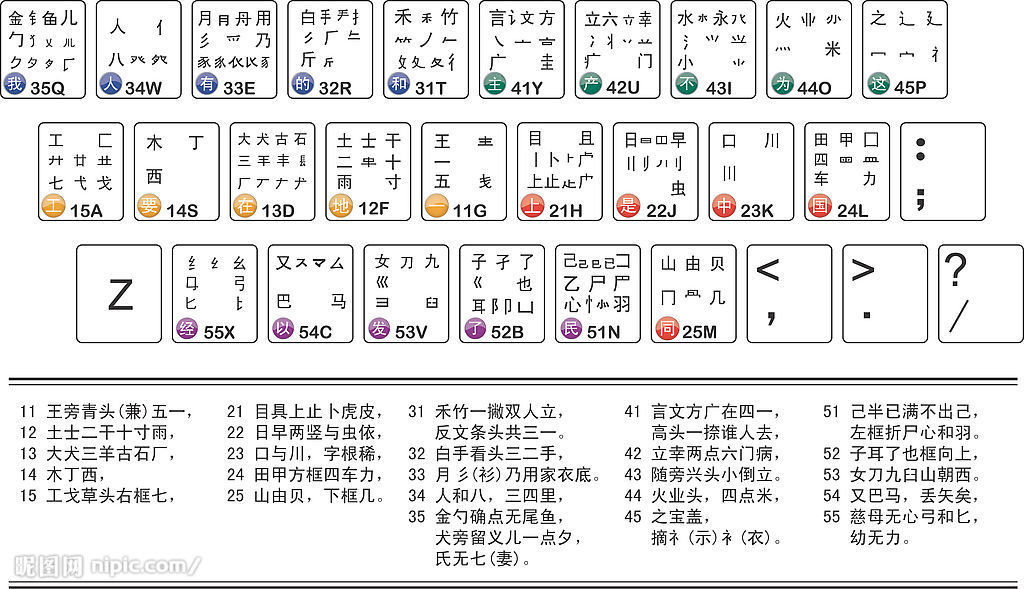 金钅鱼儿
勹 犭 乂 儿
ク タ 夕 厂
我 35Q
人 亻
八 癶
人 34W
月 目 丹 用
彡 爫 乃
豕
有 33E
白 手 龵 扌
斤 厂
斤
的 32R
禾 竹
丿
攵 夂 彳
和 31T
言 讠 文 方
亠
广 圭
主 41Y
立 六 立 辛
冫 丬
疒 门
产 42U
水 永
氵
小
不 43I
火
灬 米
为 44O
之 辶 廴
冖 宀 礻
这 45P
工 匚
廾 廿 艹
七 弋 戈
工 15A
木 丁
西
要 14S
大 犬 古 石
三 丰
厂 ナ
在 13D
土 士 干
二 十
雨 寸
地 12F
王
一
五
一 11G
目 且
丨 卜
上 止
上 21H
日 曰 早
刂
虫
是 22J
口 川
中 23K
田 甲 囗
四 皿
车 力
国 24L
:
;
Z
纟 幺
弓
匕
经 55X
又 ス マ 厶
巴 马
以 54C
女 刀 九
巛
彐 臼
发 53V
子 孑 了
巜 也
耳 阝 卩 凵
了 52B
己 巳 已 コ
乙 尸
心 忄 羽
民 51N
山 由 贝
冂 几
同 25M
<
,
>
.
?
/
11 王旁青头(兼)五一,
12 土士二干十寸雨,
13 大犬三羊古石厂,
14 木丁西,
15 工戈草头右框七,
21 目具上止卜虎皮,
22 日早两竖与虫依,
23 口与川,字根稀,
24 田甲方框四车力,
25 山由贝,下框几。
31 禾竹一撇双人立,
反文条头共三一。
32 白手看头三二手,
33 月彡(衫)乃用家衣底。
34 人和八,三四里,
35 金勺确点无尾鱼,
犬旁留义儿一点夕,
氏无七(妻)。
41 言文方广在四一,
高头一捺谁人去,
42 立幸两点六门病,
43 随旁兴头小倒立。
44 火业头,四点米,
45 之宝盖,
摘礻(示)衤(衣)。
51 己半已满不出己,
左框折尸心和羽。
52 子耳了也框向上,
53 女刀九臼山朝西。
54 又巴马,丢矢矣,
55 慈母无心弓和匕,
幼无力。
昵图网 nipic.com/